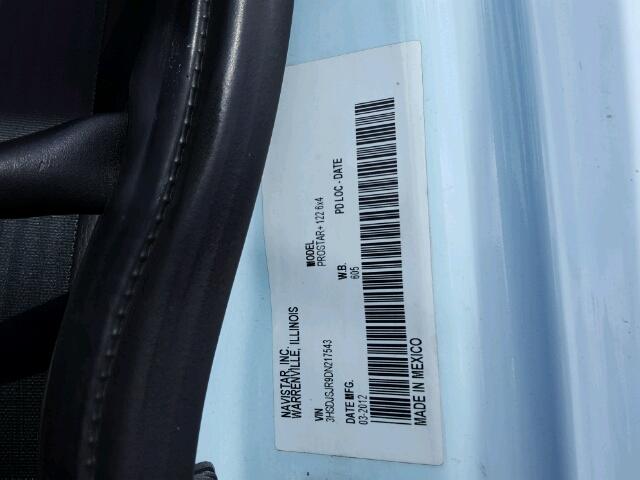 NAVISTAR, INC.
WARRENVILLE, ILLINOIS
VIN
3HSDJSJR9DN217543
DATE MFG.
03-2012
MADE IN MEXICO
MODEL
PROSTAR+ 122 6x4
W.B.
605
PD LOC - DATE